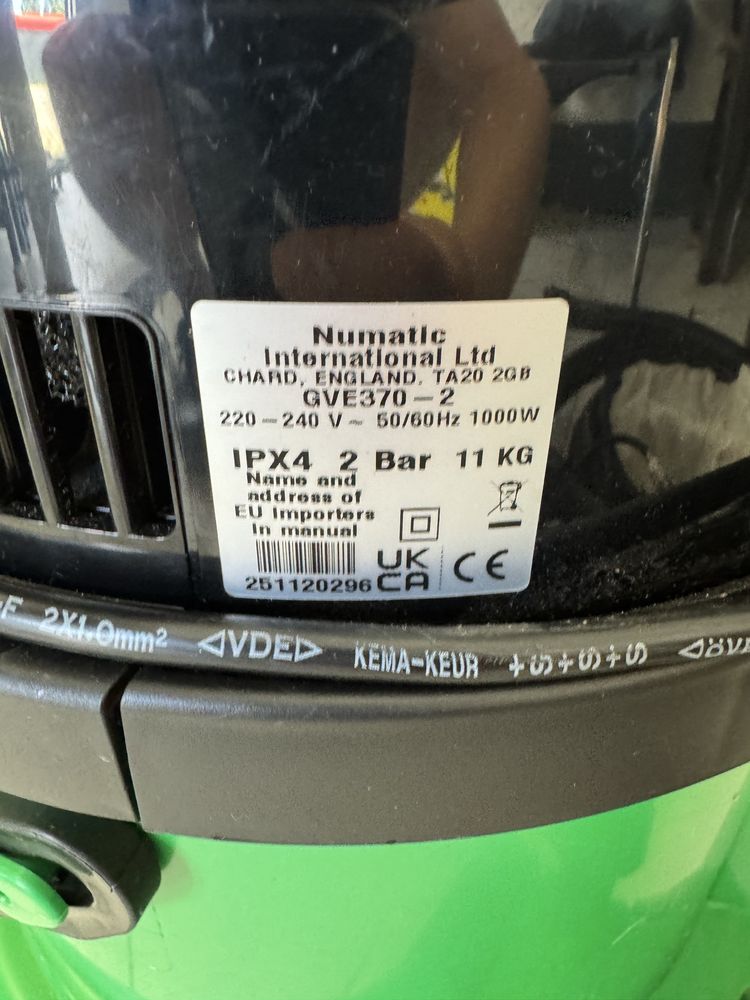 Numatic
International Ltd
CHARD, ENGLAND, TA20 2GB
GVE370-2
220-240 V ~ 50/60Hz 1000W
IPX4 2 Bar 11 KG
Name and
address of
EU Importers
in manual
251120296
UK
CA
CE
2X1.0mm² ◁VDE▷ KEMA-KEUR +S+S+S